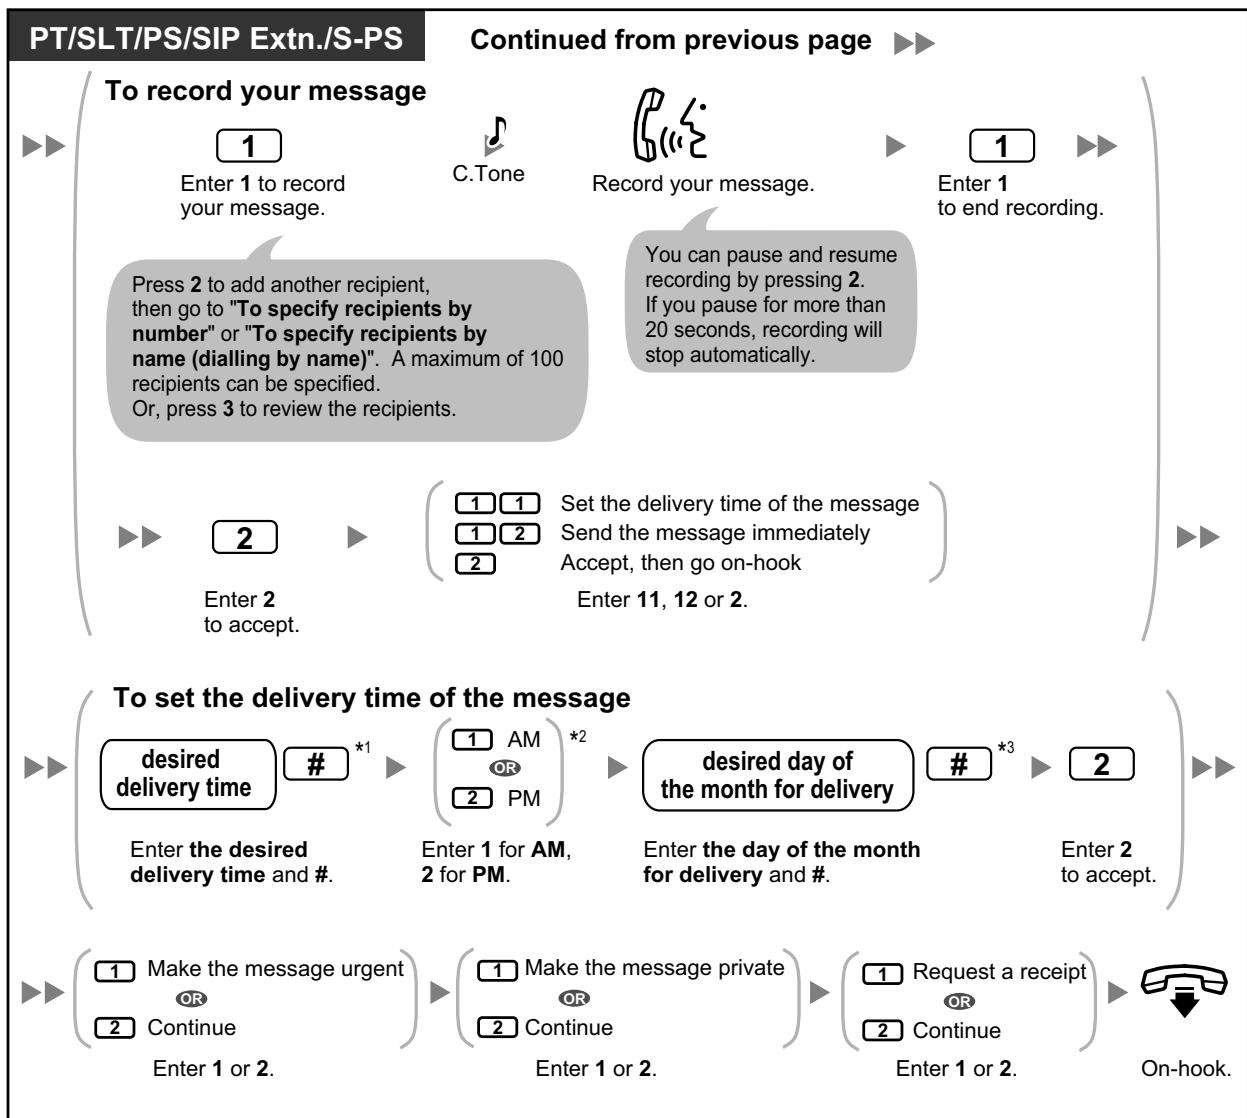 PT/SLT/PS/SIP Extn./S-PS
Continued from previous page
To record your message
1
Enter 1 to record
your message.
C.Tone
Record your message.
1
Enter 1
to end recording.
Press 2 to add another recipient,
then go to "To specify recipients by
number" or "To specify recipients by
name (dialling by name)". A maximum of 100
recipients can be specified.
Or, press 3 to review the recipients.
You can pause and resume
recording by pressing 2.
If you pause for more than
20 seconds, recording will
stop automatically.
2
Enter 2
to accept.
1 1 Set the delivery time of the message
1 2 Send the message immediately
2 Accept, then go on-hook
Enter 11, 12 or 2.
To set the delivery time of the message
desired
delivery time
# *1
Enter the desired
delivery time and #.
1 AM *2
OR
2 PM
Enter 1 for AM,
2 for PM.
desired day of
the month for delivery
# *3
Enter the day of the month
for delivery and #.
2
Enter 2
to accept.
1 Make the message urgent
OR
2 Continue
Enter 1 or 2.
1 Make the message private
OR
2 Continue
Enter 1 or 2.
1 Request a receipt
OR
2 Continue
Enter 1 or 2.
On-hook.